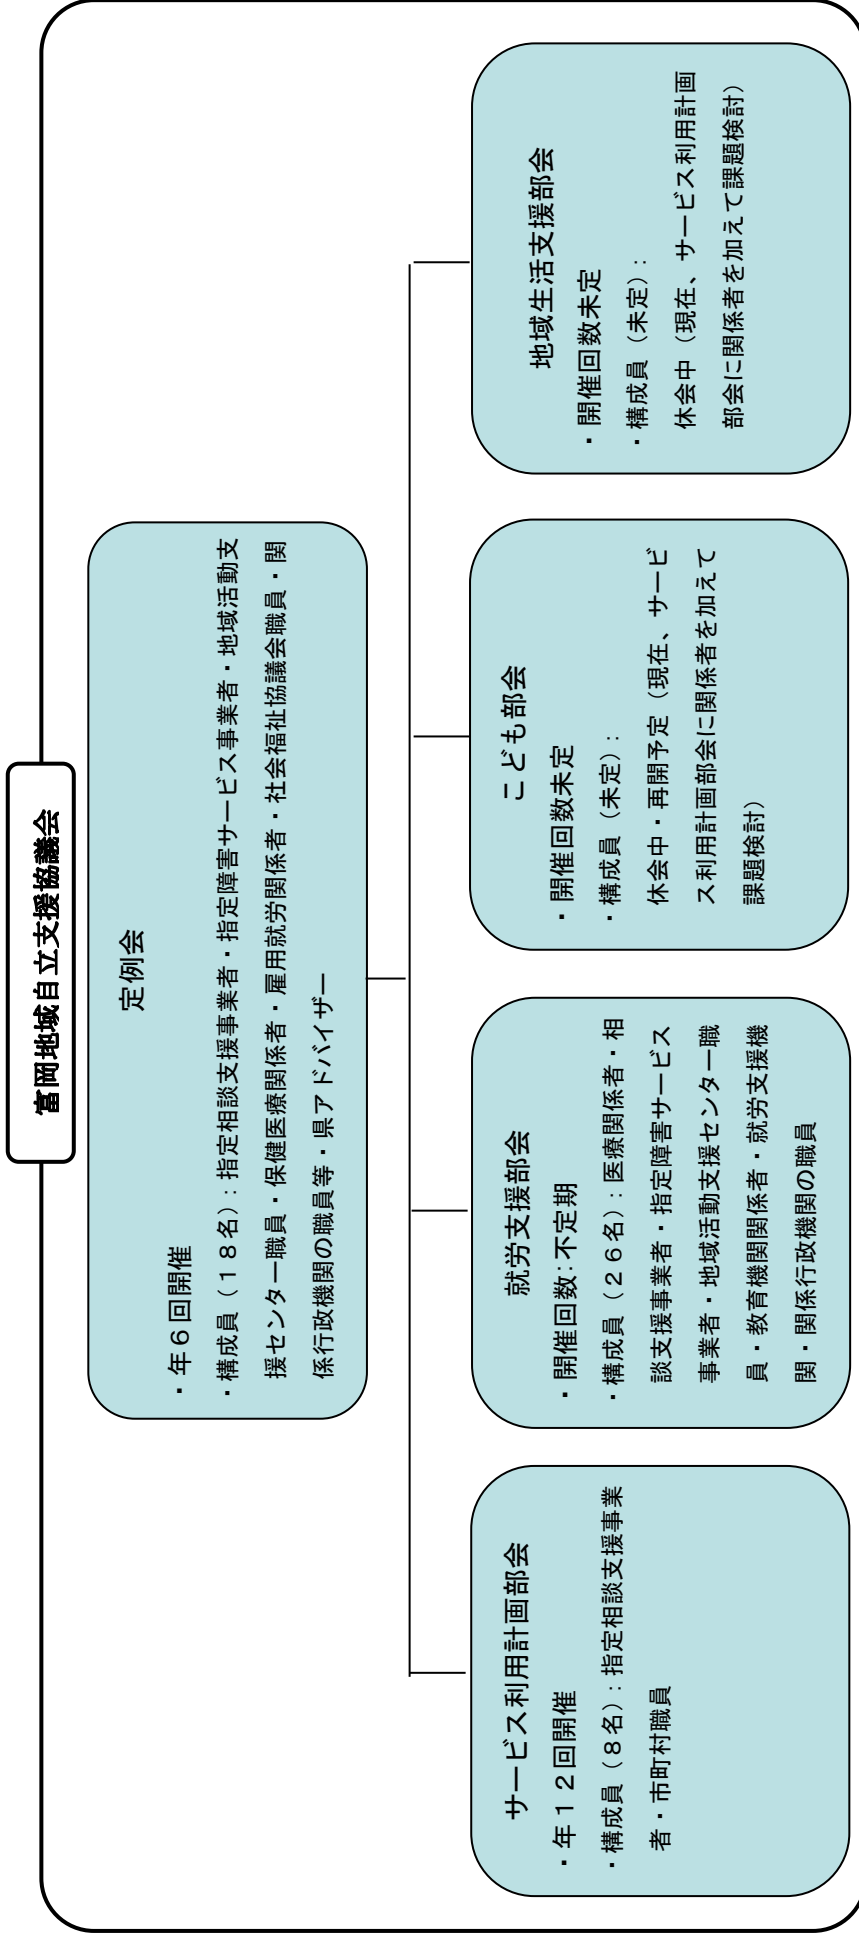 富岡地域自立支援協議会
定例会
・年６回開催
・構成員（１８名）：指定相談支援事業者・指定障害サービス事業者・地域活動支
援センター職員・保健医療関係者・雇用就労関係者・社会福祉協議会職員・関
係行政機関の職員等・県アドバイザー
サービス利用計画部会
・年１２回開催
・構成員（８名）：指定相談支援事業
者・市町村職員
就労支援部会
・開催回数：不定期
・構成員（２６名）：医療関係者・相
談支援事業者・指定障害サービス
事業者・地域活動支援センター職
員・教育機関関係者・就労支援機
関・関係行政機関の職員
こども部会
・開催回数未定
・構成員（未定）：
休会中・再開予定（現在、サービ
ス利用計画部会に関係者を加えて
課題検討）
地域生活支援部会
・開催回数未定
・構成員（未定）：
休会中（現在、サービス利用計画
部会に関係者を加えて課題検討）